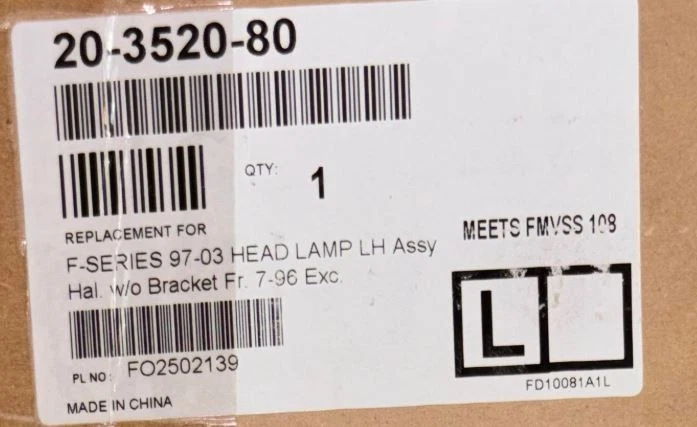 20-3520-80
QTY: 1
REPLACEMENT FOR
F-SERIES 97-03 HEAD LAMP LH Assy
Hal. w/o Bracket Fr. 7-96 Exc.
MEETS FMVSS 108
L
PL NO: FO2502139
FD10081A1L
MADE IN CHINA